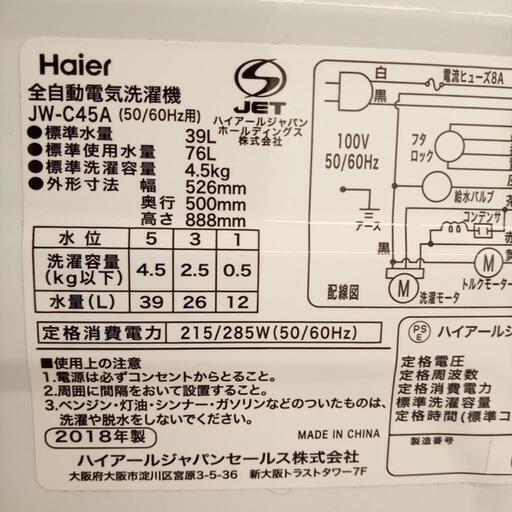 Haier
全自動電気洗濯機
JW-C45A (50/60Hz用)
JET
ハイアールジャパン
ホールディングス
株式会社
●標準水量 39L
●標準使用水量 76L
●標準洗濯容量 4.5kg
●外形寸法 幅 526mm
奥行 500mm
高さ 888mm
水位 5 3 1
洗濯容量(kg以下) 4.5 2.5 0.5
水量(L) 39 26 12
定格消費電力 215/285W(50/60Hz)
■使用上の注意
1.電源は必ずコンセントからとること。
2.周囲に間隔をおいて設置すること。
3.ベンジン・灯油・シンナー・ガソリンなどのついたものは、
洗濯や脱水をしないでください。
2018年製
MADE IN CHINA
ハイアールジャパンセールス株式会社
大阪府大阪市淀川区宮原3-5-36 新大阪トラストタワー7F
白
電流ヒューズ8A
黒
100V
50/60Hz
フタ
ロック
給水バルブ
アース
コンデンサ
黒
赤
黄
M
M
洗濯モータ
トルクモーター
配線図
PS
E
ハイアールジ
定格電圧
定格周波数
定格消費電力
標準洗濯容量
定格時間(標準コ
製造番号